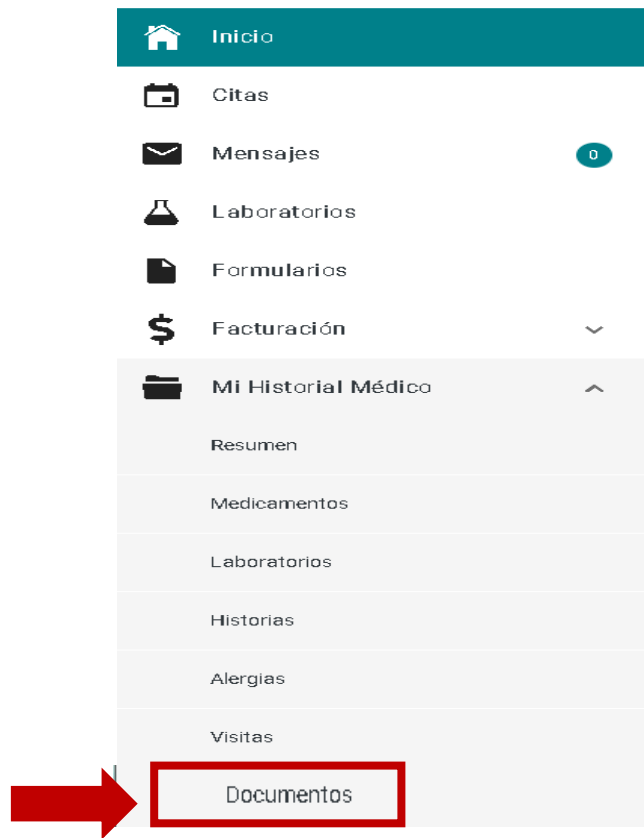 Inicio
Citas
Mensajes 0
Laboratorios
Formularios
$ Facturación
Mi Historial Médico
Resumen
Medicamentos
Laboratorios
Historias
Alergias
Visitas
Documentos